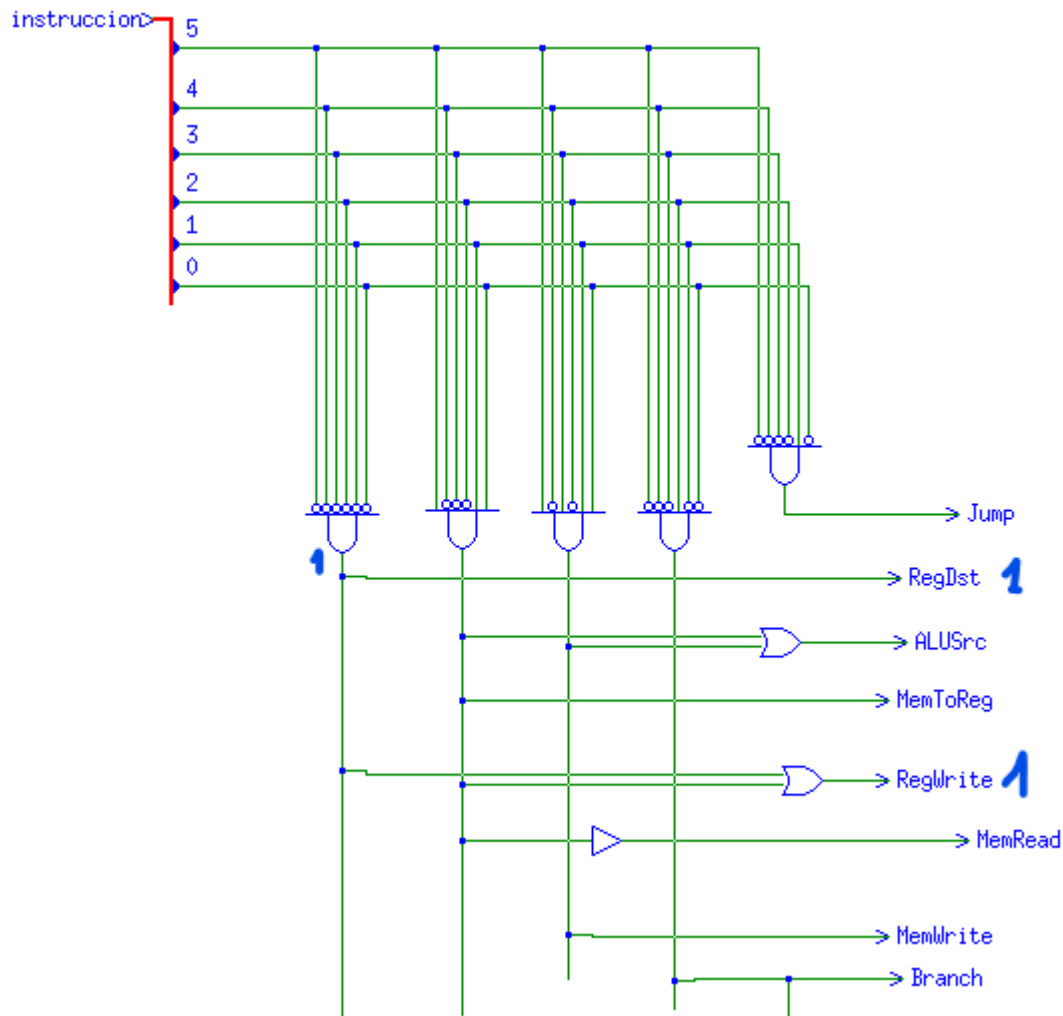 instruccion
5
4
3
2
1
0
Jump
1
RegDst 1
ALUSrc
MemToReg
RegWrite 1
MemRead
MemWrite
Branch